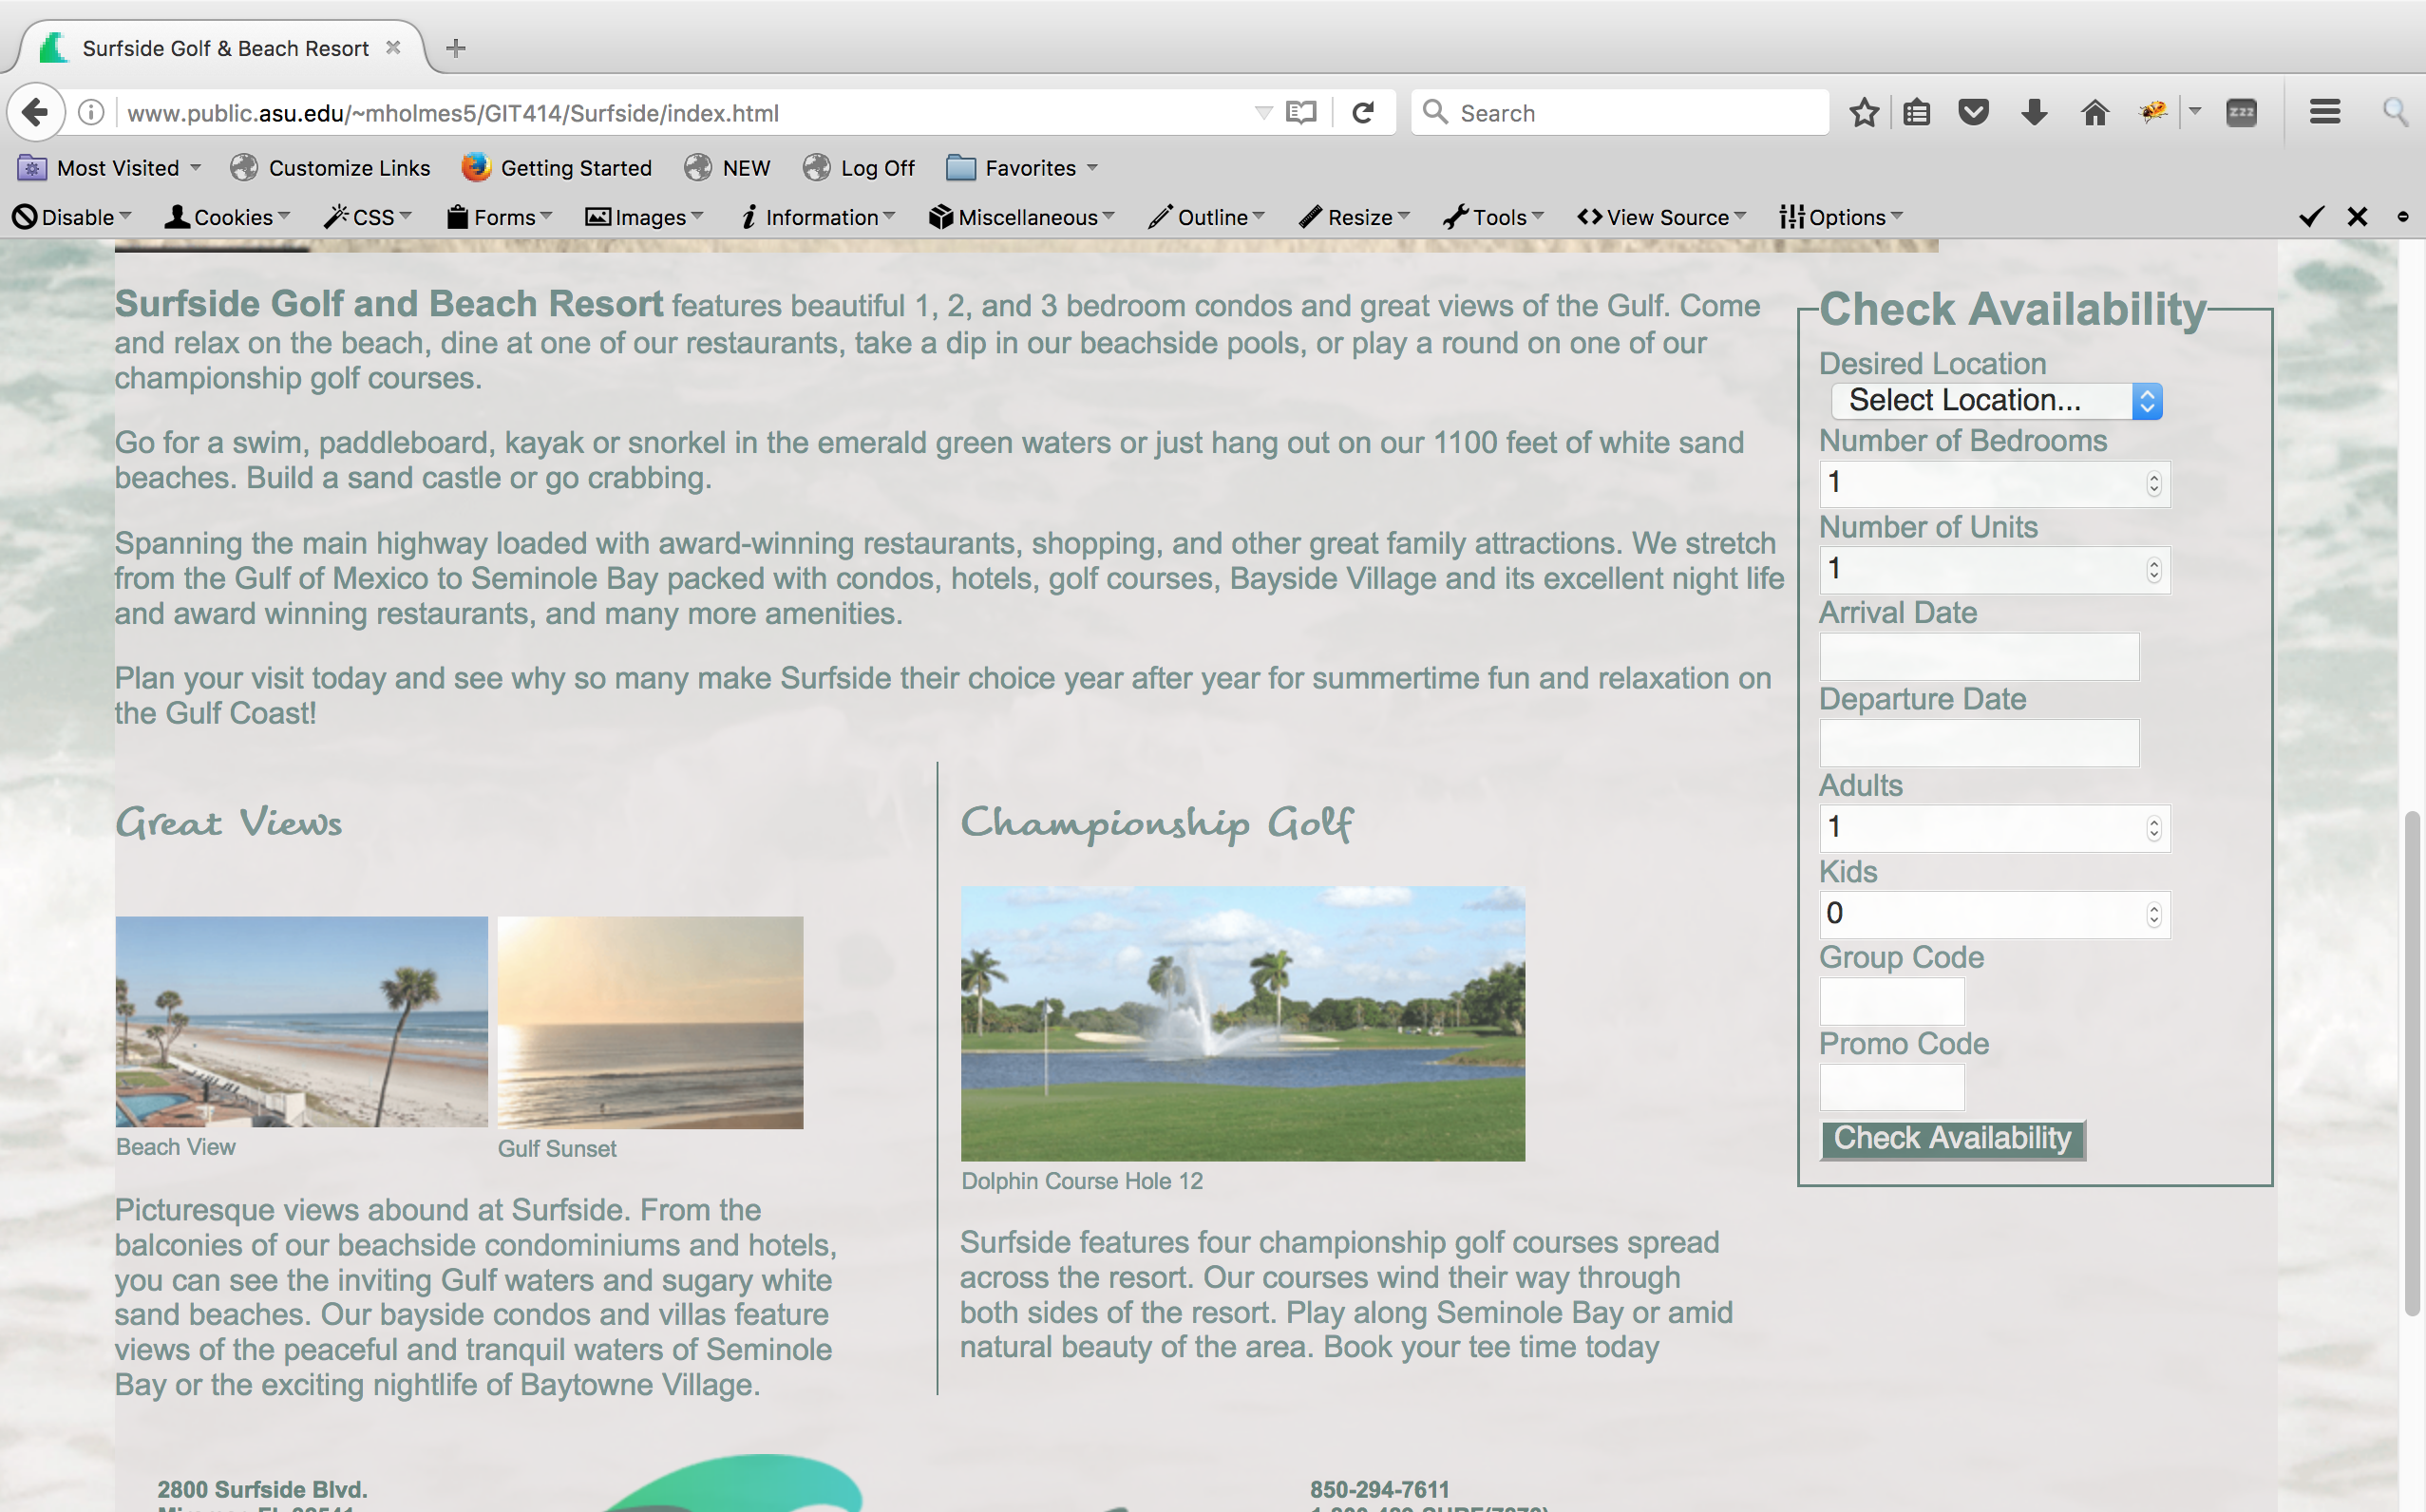 Surfside Golf & Beach Resort
www.public.asu.edu/~mholmes5/GIT414/Surfside/index.html
Search
Most Visited
Customize Links
Getting Started
NEW
Log Off
Favorites
Disable
Cookies
CSS
Forms
Images
Information
Miscellaneous
Outline
Resize
Tools
View Source
Options
Surfside Golf and Beach Resort features beautiful 1, 2, and 3 bedroom condos and great views of the Gulf. Come
and relax on the beach, dine at one of our restaurants, take a dip in our beachside pools, or play a round on one of our
championship golf courses.
Go for a swim, paddleboard, kayak or snorkel in the emerald green waters or just hang out on our 1100 feet of white sand
beaches. Build a sand castle or go crabbing.
Spanning the main highway loaded with award-winning restaurants, shopping, and other great family attractions. We stretch
from the Gulf of Mexico to Seminole Bay packed with condos, hotels, golf courses, Bayside Village and its excellent night life
and award winning restaurants, and many more amenities.
Plan your visit today and see why so many make Surfside their choice year after year for summertime fun and relaxation on
the Gulf Coast!
Great Views
Beach View
Gulf Sunset
Picturesque views abound at Surfside. From the
balconies of our beachside condominiums and hotels,
you can see the inviting Gulf waters and sugary white
sand beaches. Our bayside condos and villas feature
views of the peaceful and tranquil waters of Seminole
Bay or the exciting nightlife of Baytowne Village.
Championship Golf
Dolphin Course Hole 12
Surfside features four championship golf courses spread
across the resort. Our courses wind their way through
both sides of the resort. Play along Seminole Bay or amid
natural beauty of the area. Book your tee time today
Check Availability
Desired Location
Select Location...
Number of Bedrooms
1
Number of Units
1
Arrival Date
Departure Date
Adults
1
Kids
0
Group Code
Promo Code
Check Availability
2800 Surfside Blvd.
850-294-7611